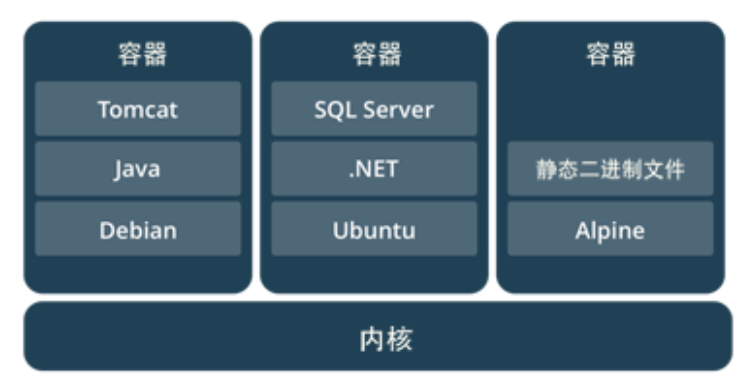 容器
Tomcat
Java
Debian
容器
SQL Server
.NET
Ubuntu
容器
静态二进制文件
Alpine
内核